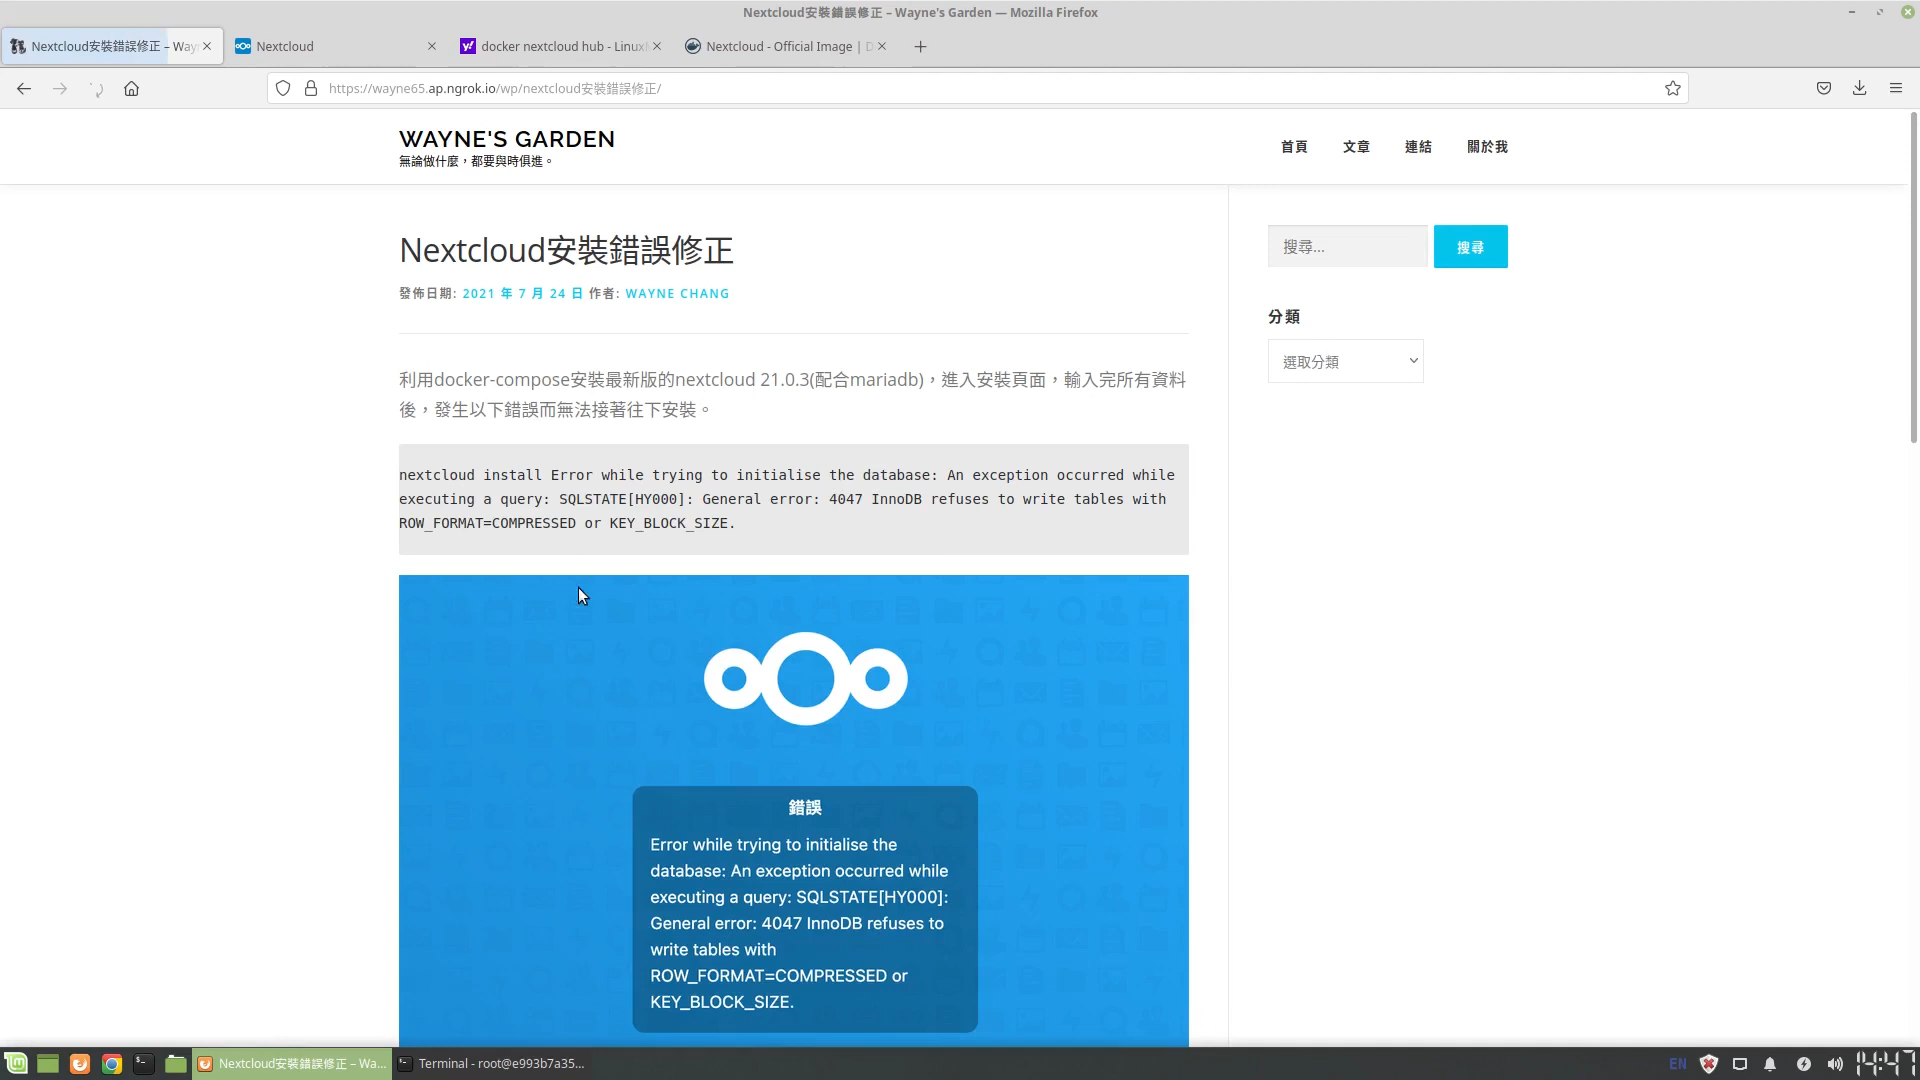 Nextcloud安裝錯誤修正 – Wayne's Garden — Mozilla Firefox
Nextcloud安裝錯誤修正 – Way
Nextcloud
docker nextcloud hub - LinuxM
Nextcloud - Official Image | D
https://wayne65.ap.ngrok.io/wp/nextcloud安裝錯誤修正/
WAYNE'S GARDEN
無論做什麼，都要與時俱進。
首頁
文章
連結
關於我
Nextcloud安裝錯誤修正
發佈日期: 2021 年 7 月 24 日 作者: WAYNE CHANG
搜尋...
搜尋
分類
選取分類
利用docker-compose安裝最新版的nextcloud 21.0.3(配合mariadb)，進入安裝頁面，輸入完所有資料
後，發生以下錯誤而無法接著往下安裝。
nextcloud install Error while trying to initialise the database: An exception occurred while
executing a query: SQLSTATE[HY000]: General error: 4047 InnoDB refuses to write tables with
ROW_FORMAT=COMPRESSED or KEY_BLOCK_SIZE.
錯誤
Error while trying to initialise the
database: An exception occurred while
executing a query: SQLSTATE[HY000]:
General error: 4047 InnoDB refuses to
write tables with
ROW_FORMAT=COMPRESSED or
KEY_BLOCK_SIZE.
Nextcloud安裝錯誤修正 – Wa...
Terminal - root@e993b7a35...
EN
14:47